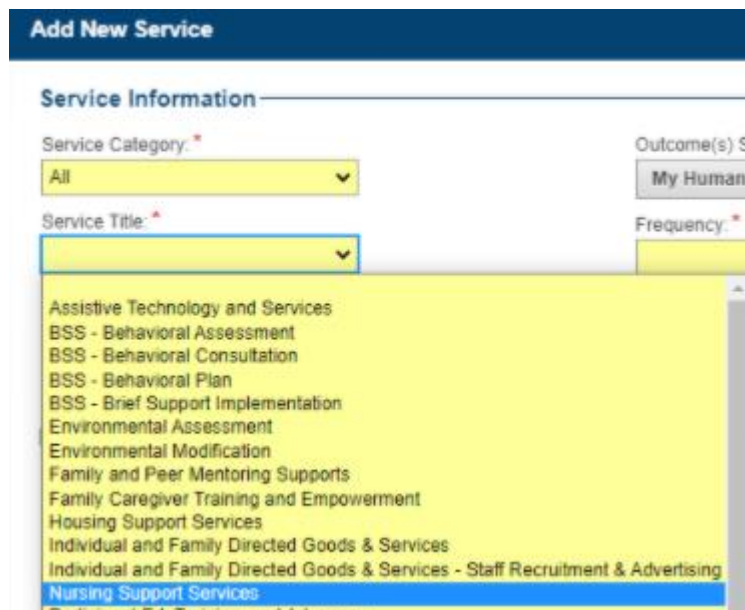 Add New Service
Service Information
Service Category: *
Outcome(s) S
All
My Human
Service Title: *
Frequency: *
Assistive Technology and Services
BSS - Behavioral Assessment
BSS - Behavioral Consultation
BSS - Behavioral Plan
BSS - Brief Support Implementation
Environmental Assessment
Environmental Modification
Family and Peer Mentoring Supports
Family Caregiver Training and Empowerment
Housing Support Services
Individual and Family Directed Goods & Services
Individual and Family Directed Goods & Services - Staff Recruitment & Advertising
Nursing Support Services